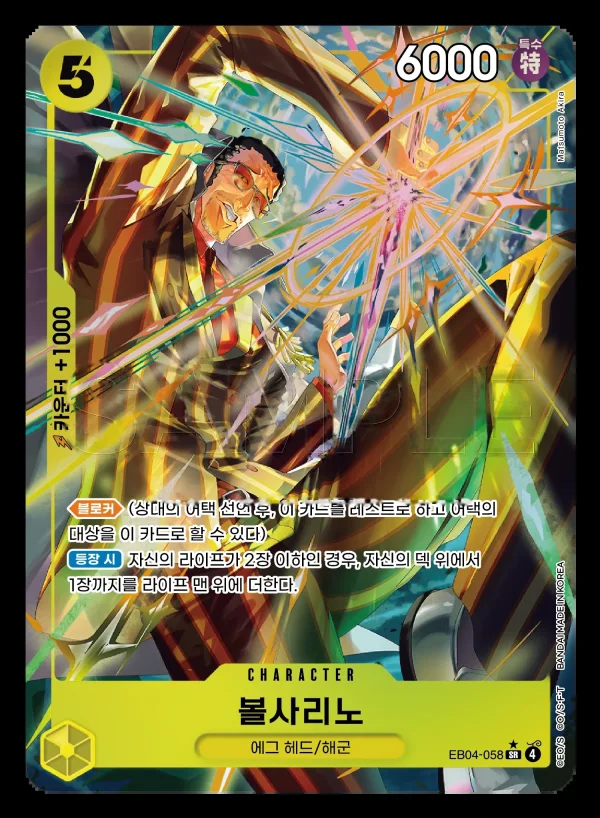 5
6000
특수
特
Matsumoto Akira
카운터 +1000
SAMPLE
블로커 (상대의 어택 선언 후, 이 카드를 레스트로 하고 어택의
대상을 이 카드로 할 수 있다)
등장 시 자신의 라이프가 2장 이하인 경우, 자신의 덱 위에서
1장까지를 라이프 맨 위에 더한다.
CHARACTER
볼사리노
에그 헤드/해군
EB04-058 SR 4
©EO/S ©O/S·F·T BANDAI MADE IN KOREA